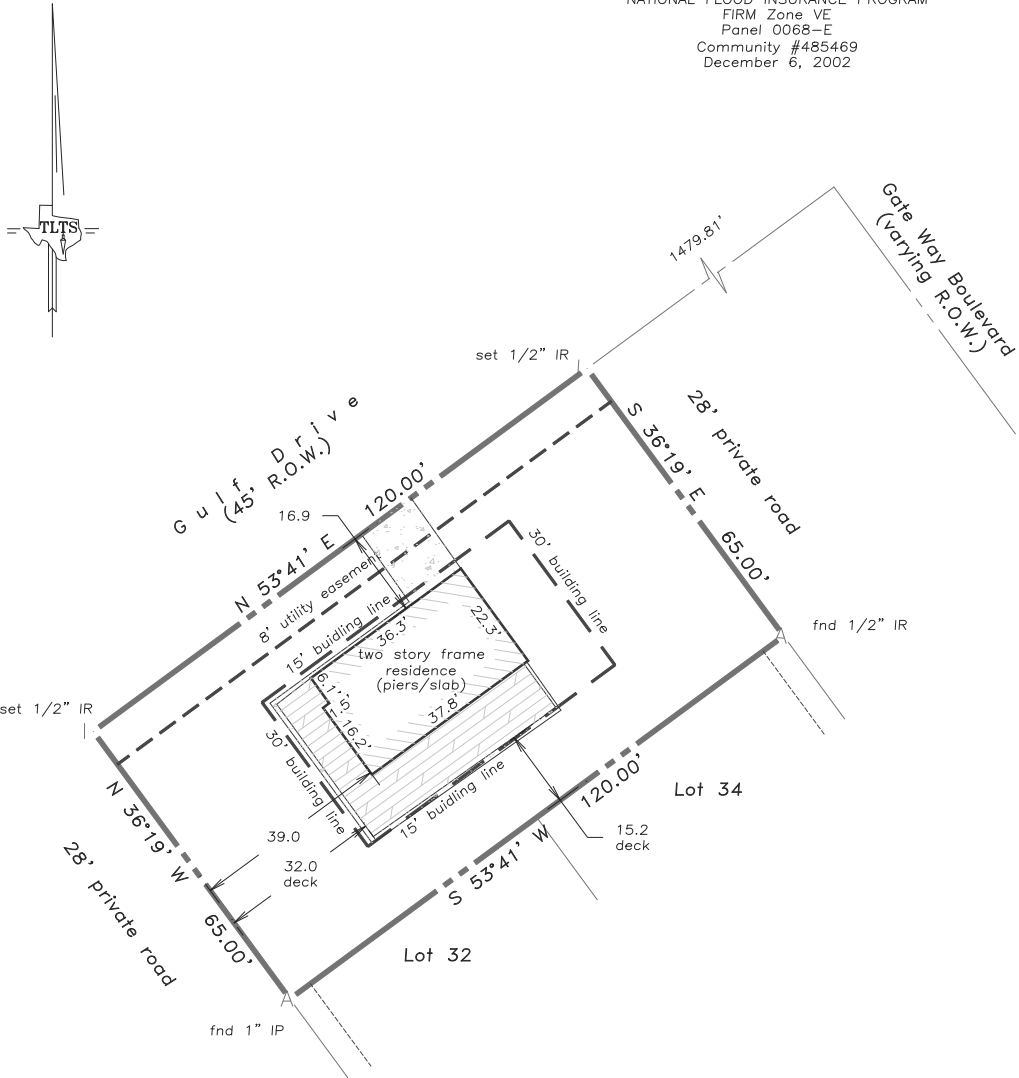 NATIONAL FLOOD INSURANCE PROGRAM
FIRM Zone VE
Panel 0068-E
Community #485469
December 6, 2002
TLTS
Gate Way Boulevard
(varying R.O.W.)
1479.81'
set 1/2" IR
Gulf Drive
(45' R.O.W.)
N 53°41' E 120.00'
16.9
28' private road
S 36°19' E 65.00'
8' utility easement
15' buidling line
30' building line
36.3'
22.3'
two story frame
residence
(piers/slab)
6.1'
1.5'
16.2'
37.8'
fnd 1/2" IR
set 1/2" IR
30' building line
15' buidling line
N 36°19' W 65.00'
28' private road
39.0
32.0
deck
15.2
deck
S 53°41' W 120.00'
Lot 34
Lot 32
fnd 1" IP